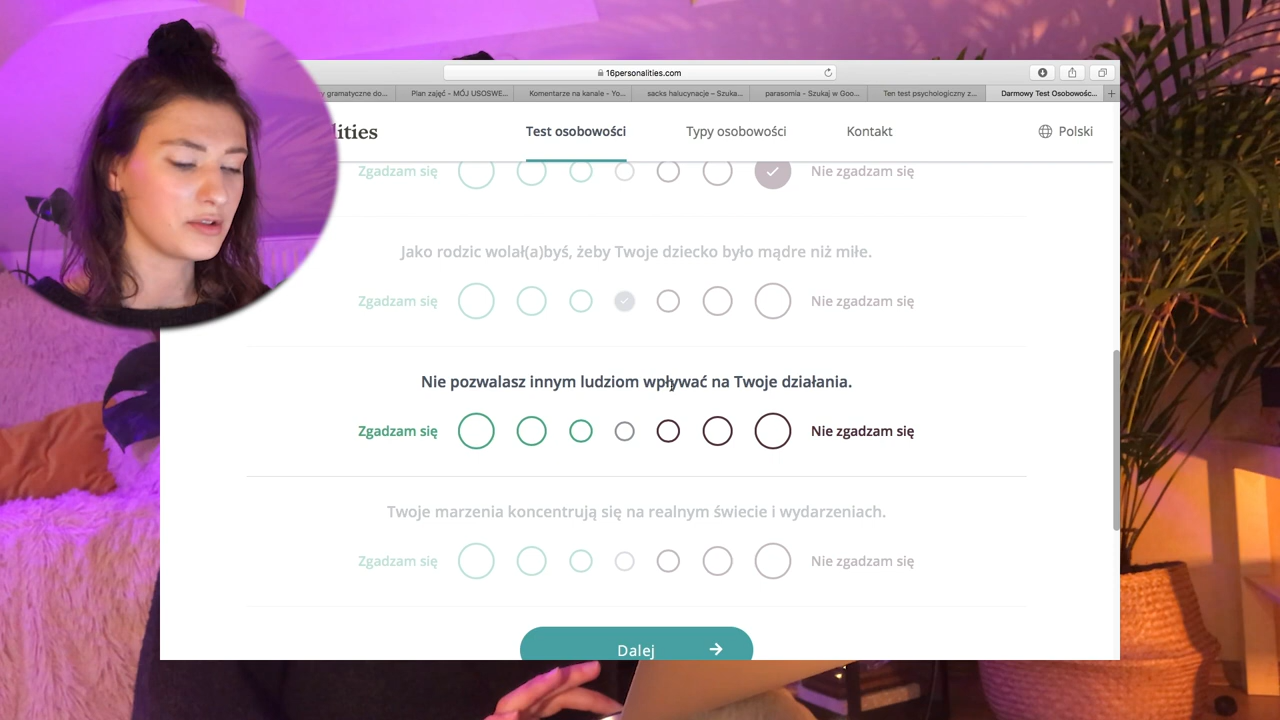 16personalities.com
y gramatyczne do...
Plan zajęć - MÓJ USOSWE...
Komentarze na kanale - Yo...
sacks halucynacje – Szuka...
parasomia - Szukaj w Goo...
Ten test psychologiczny z...
Darmowy Test Osobowośc...
lities
Test osobowości
Typy osobowości
Kontakt
Polski
Zgadzam się
Nie zgadzam się
Jako rodzic wolał(a)byś, żeby Twoje dziecko było mądre niż miłe.
Zgadzam się
Nie zgadzam się
Nie pozwalasz innym ludziom wpływać na Twoje działania.
Zgadzam się
Nie zgadzam się
Twoje marzenia koncentrują się na realnym świecie i wydarzeniach.
Zgadzam się
Nie zgadzam się
Dalej